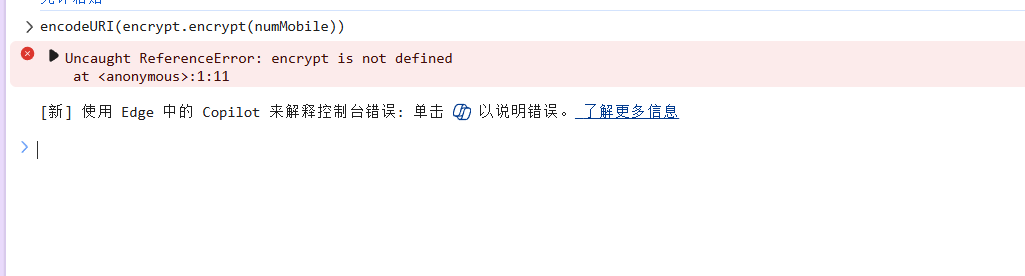 encodeURI(encrypt.encrypt(numMobile))
Uncaught ReferenceError: encrypt is not defined
at <anonymous>:1:11
[新] 使用 Edge 中的 Copilot 来解释控制台错误: 单击 以说明错误。 了解更多信息